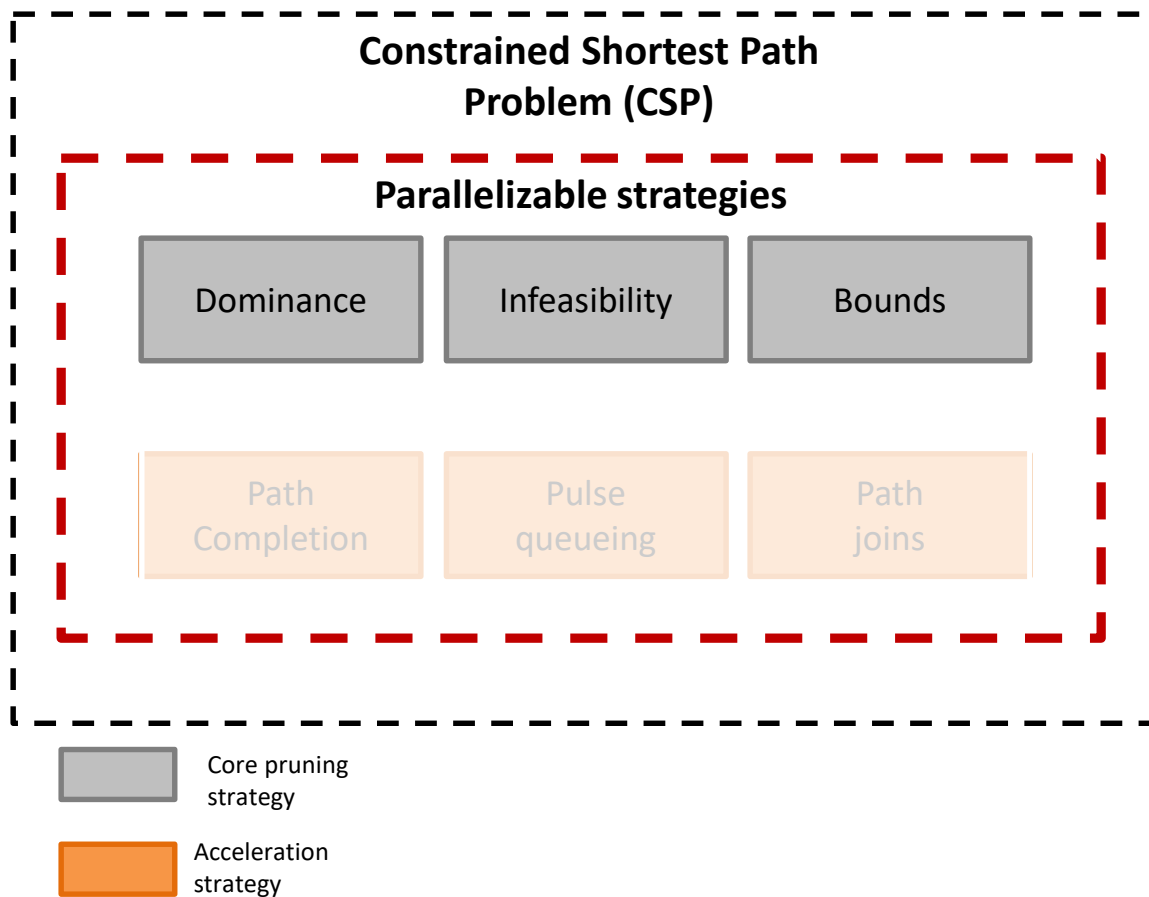 Constrained Shortest Path
Problem (CSP)
Parallelizable strategies
Dominance
Infeasibility
Bounds
Path
Completion
Pulse
queueing
Path
joins
Core pruning
strategy
Acceleration
strategy